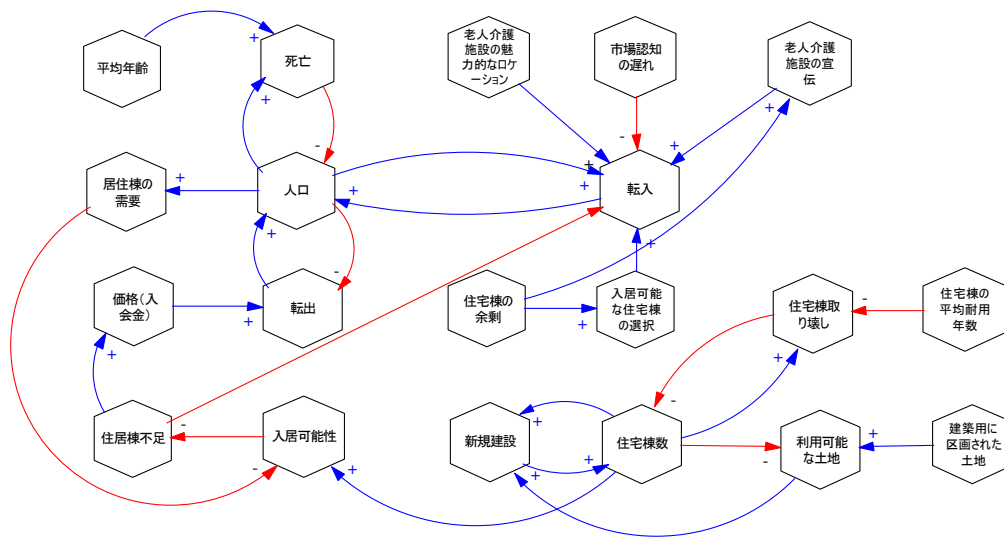 平均年齢
死亡
老人介護
施設の魅
力的なロケ
ーション
市場認知
の遅れ
老人介護
施設の宣
伝
居住棟の
需要
人口
転入
価格（入
会金）
転出
住宅棟の
余剰
入居可能
な住宅棟
の選択
住宅棟取
り壊し
住宅棟の
平均耐用
年数
住居棟不足
入居可能性
新規建設
住宅棟数
利用可能
な土地
建築用に
区画された
土地
+
+
-
+
+
-
+
+
+
+
-
+
+
+
+
+
-
+
+
-
-
+
-
-
+
+
+
-
+
+